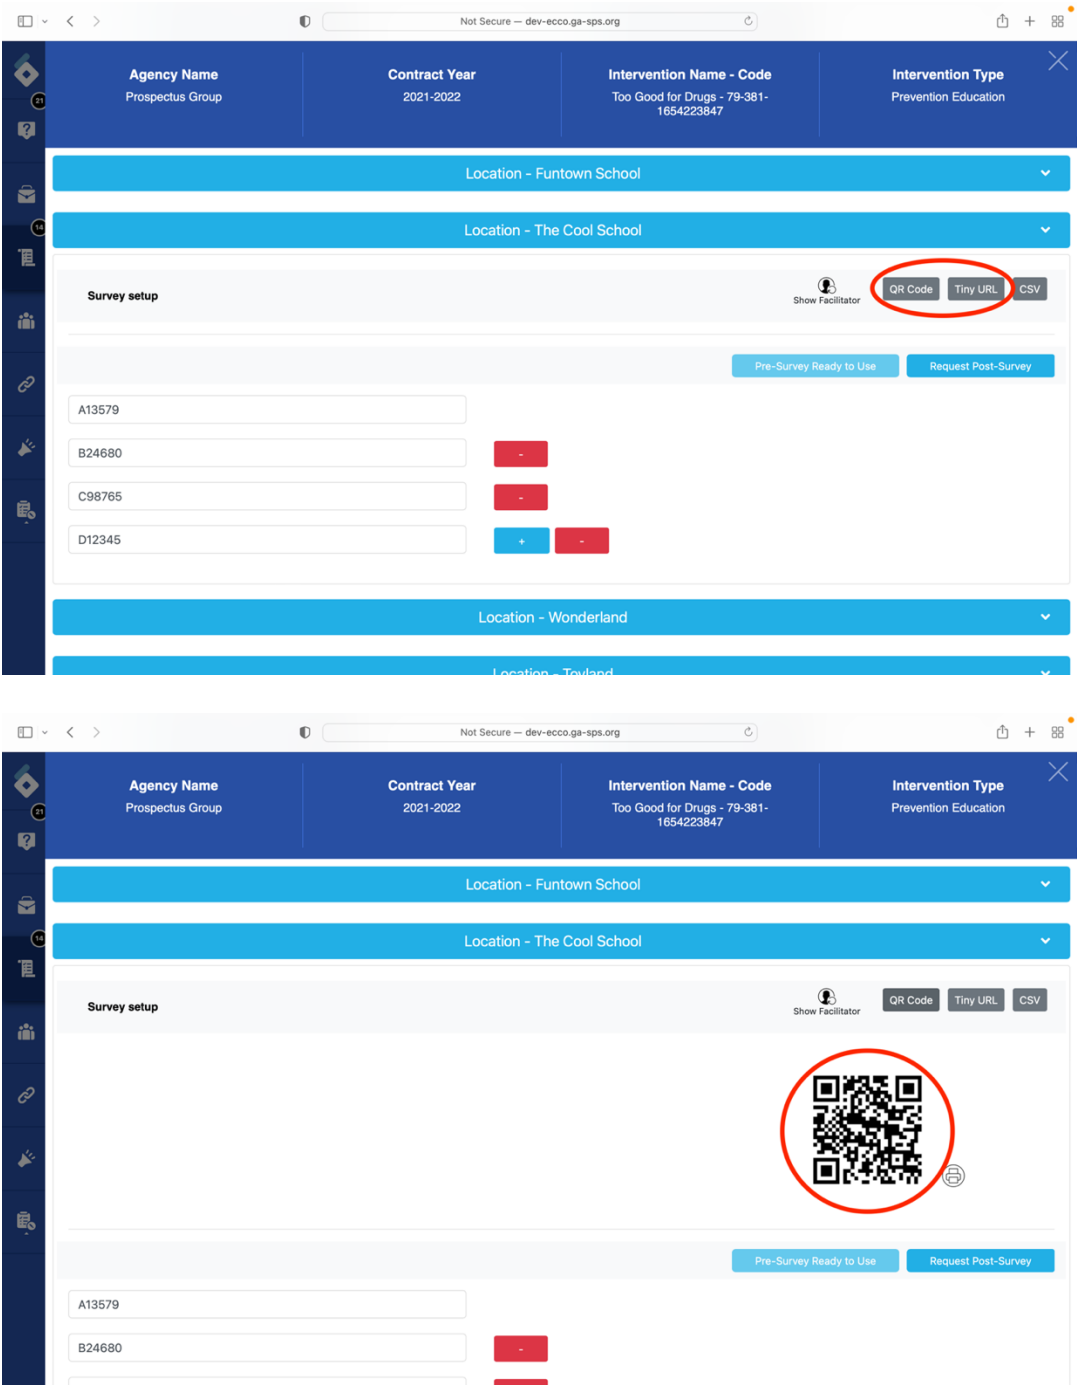 Not Secure — dev-ecco.ga-sps.org
Agency Name
Prospectus Group
Contract Year
2021-2022
Intervention Name - Code
Too Good for Drugs - 79-381-
1654223847
Intervention Type
Prevention Education
21
14
Location - Funtown School
Location - The Cool School
Survey setup
Show Facilitator
QR Code
Tiny URL
CSV
Pre-Survey Ready to Use
Request Post-Survey
A13579
B24680
-
C98765
-
D12345
+
-
Location - Wonderland
Location - Toyland
Not Secure — dev-ecco.ga-sps.org
Agency Name
Prospectus Group
Contract Year
2021-2022
Intervention Name - Code
Too Good for Drugs - 79-381-
1654223847
Intervention Type
Prevention Education
21
14
Location - Funtown School
Location - The Cool School
Survey setup
Show Facilitator
QR Code
Tiny URL
CSV
Pre-Survey Ready to Use
Request Post-Survey
A13579
B24680
-